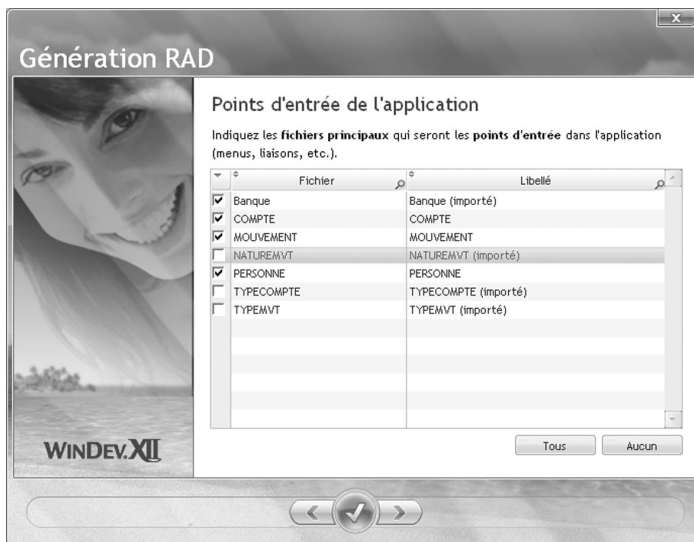 Génération RAD
Points d'entrée de l'application
Indiquez les fichiers principaux qui seront les points d'entrée dans l'application
(menus, liaisons, etc.).
Fichier Libellé
Banque Banque (importé)
COMPTE COMPTE
MOUVEMENT MOUVEMENT
NATUREMVT NATUREMVT (importé)
PERSONNE PERSONNE
TYPECOMPTE TYPECOMPTE (importé)
TYPEMVT TYPEMVT (importé)
Tous Aucun
WINDEV.XII